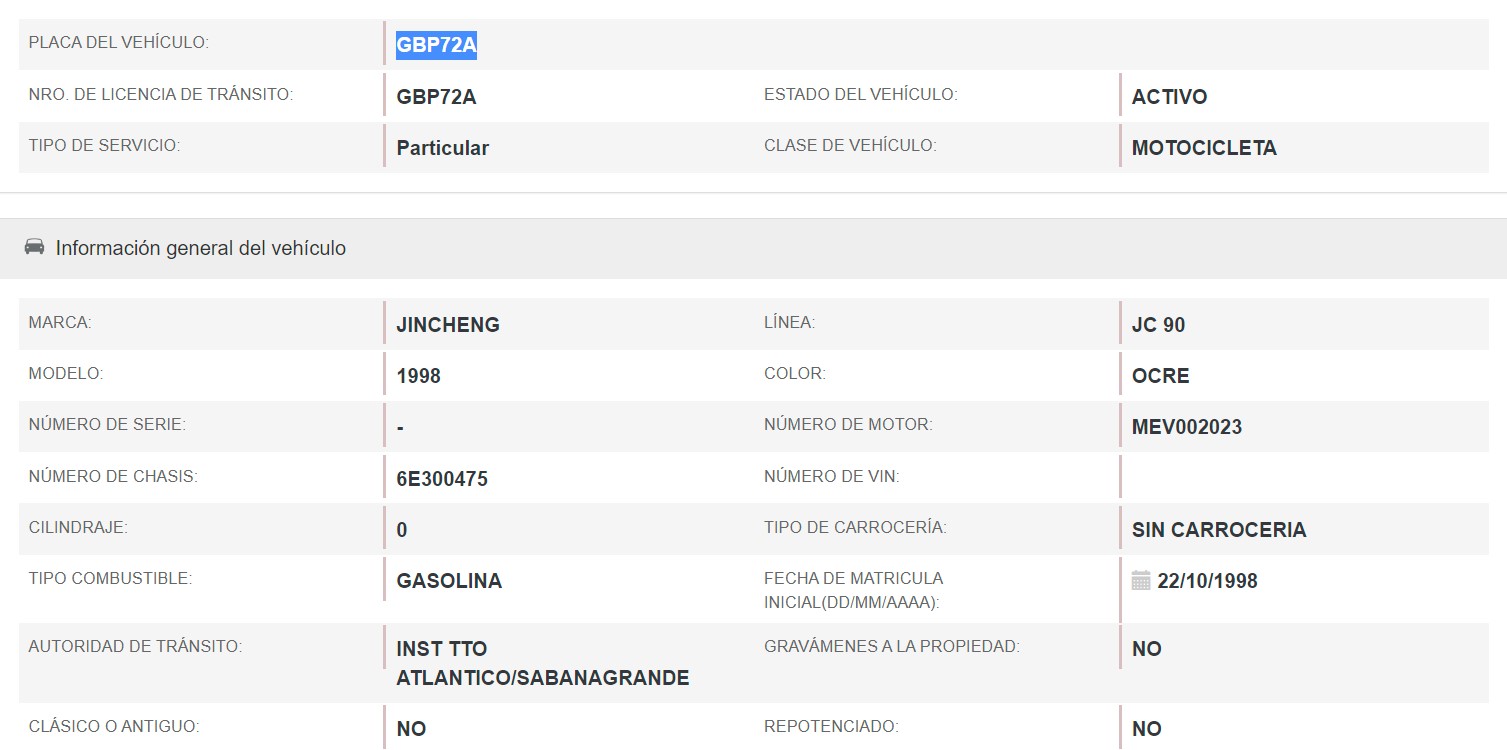 PLACA DEL VEHÍCULO: GBP72A
NRO. DE LICENCIA DE TRÁNSITO: GBP72A ESTADO DEL VEHÍCULO: ACTIVO
TIPO DE SERVICIO: Particular CLASE DE VEHÍCULO: MOTOCICLETA
Información general del vehículo
MARCA: JINCHENG LÍNEA: JC 90
MODELO: 1998 COLOR: OCRE
NÚMERO DE SERIE: - NÚMERO DE MOTOR: MEV002023
NÚMERO DE CHASIS: 6E300475 NÚMERO DE VIN:
CILINDRAJE: 0 TIPO DE CARROCERÍA: SIN CARROCERIA
TIPO COMBUSTIBLE: GASOLINA FECHA DE MATRICULA 22/10/1998
INICIAL(DD/MM/AAAA):
AUTORIDAD DE TRÁNSITO: INST TTO GRAVÁMENES A LA PROPIEDAD: NO
ATLANTICO/SABANAGRANDE
CLÁSICO O ANTIGUO: NO REPOTENCIADO: NO